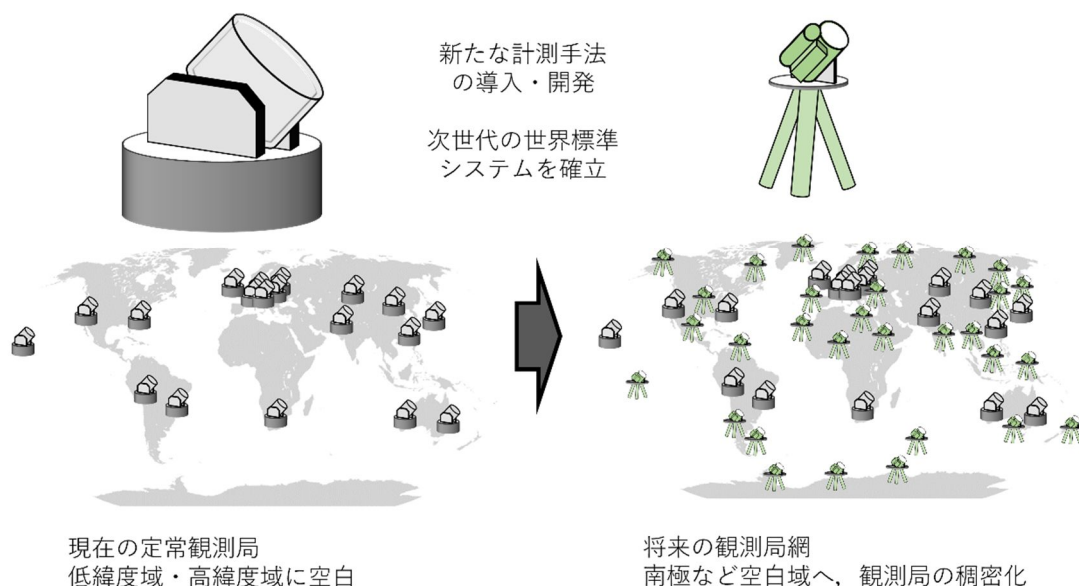 新たな計測手法
の導入・開発
次世代の世界標準
システムを確立
現在の定常観測局
低緯度域・高緯度域に空白
将来の観測局網
南極など空白域へ，観測局の稠密化